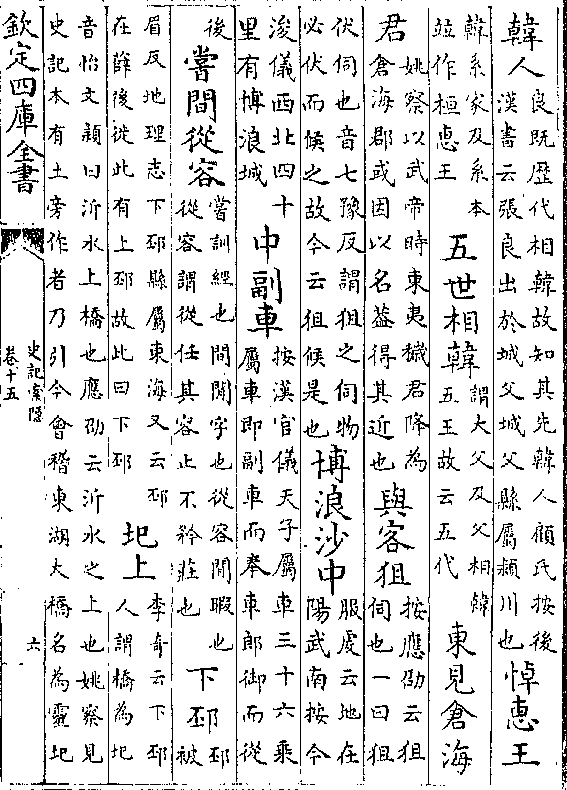 韓人
良既歴代相韓故知其先韓人顧氏按後
漢書云張良出於城父城父縣屬潁川也
悼惠王
韓系家及系本
並作桓惠王
五世相韓
謂大父及父相韓
五王故云五代
東見倉海
君
姚察以武帝時東夷穢君降為
倉海郡或因以名葢得其近也
與客狙
按應劭云狙
伺也一曰狙
伏伺也音七豫反謂狙之伺物
必伏而候之故今云狙候是也
博浪沙中
服虔云地在
陽武南按今
浚儀西北四十
里有博浪城
中副車
按漢官儀天子屬車三十六乘
屬車即副車而奉車郎御而從
後
嘗間從容
嘗訓經也間閒字也從容閒暇也
從容謂從任其容止不矜莊也
下邳
邳
被
眉反地理志下邳縣屬東海又云邳
在薛後從此有上邳故此曰下邳
圯上
李奇云下邳
人謂橋為圯
音怡文穎曰沂水上橋也應劭云沂水之上也姚察見
史記本有土旁作者乃引今會稽東湖大橋名為靈圯
欽定四庫全書
史記索隱
卷十五
六